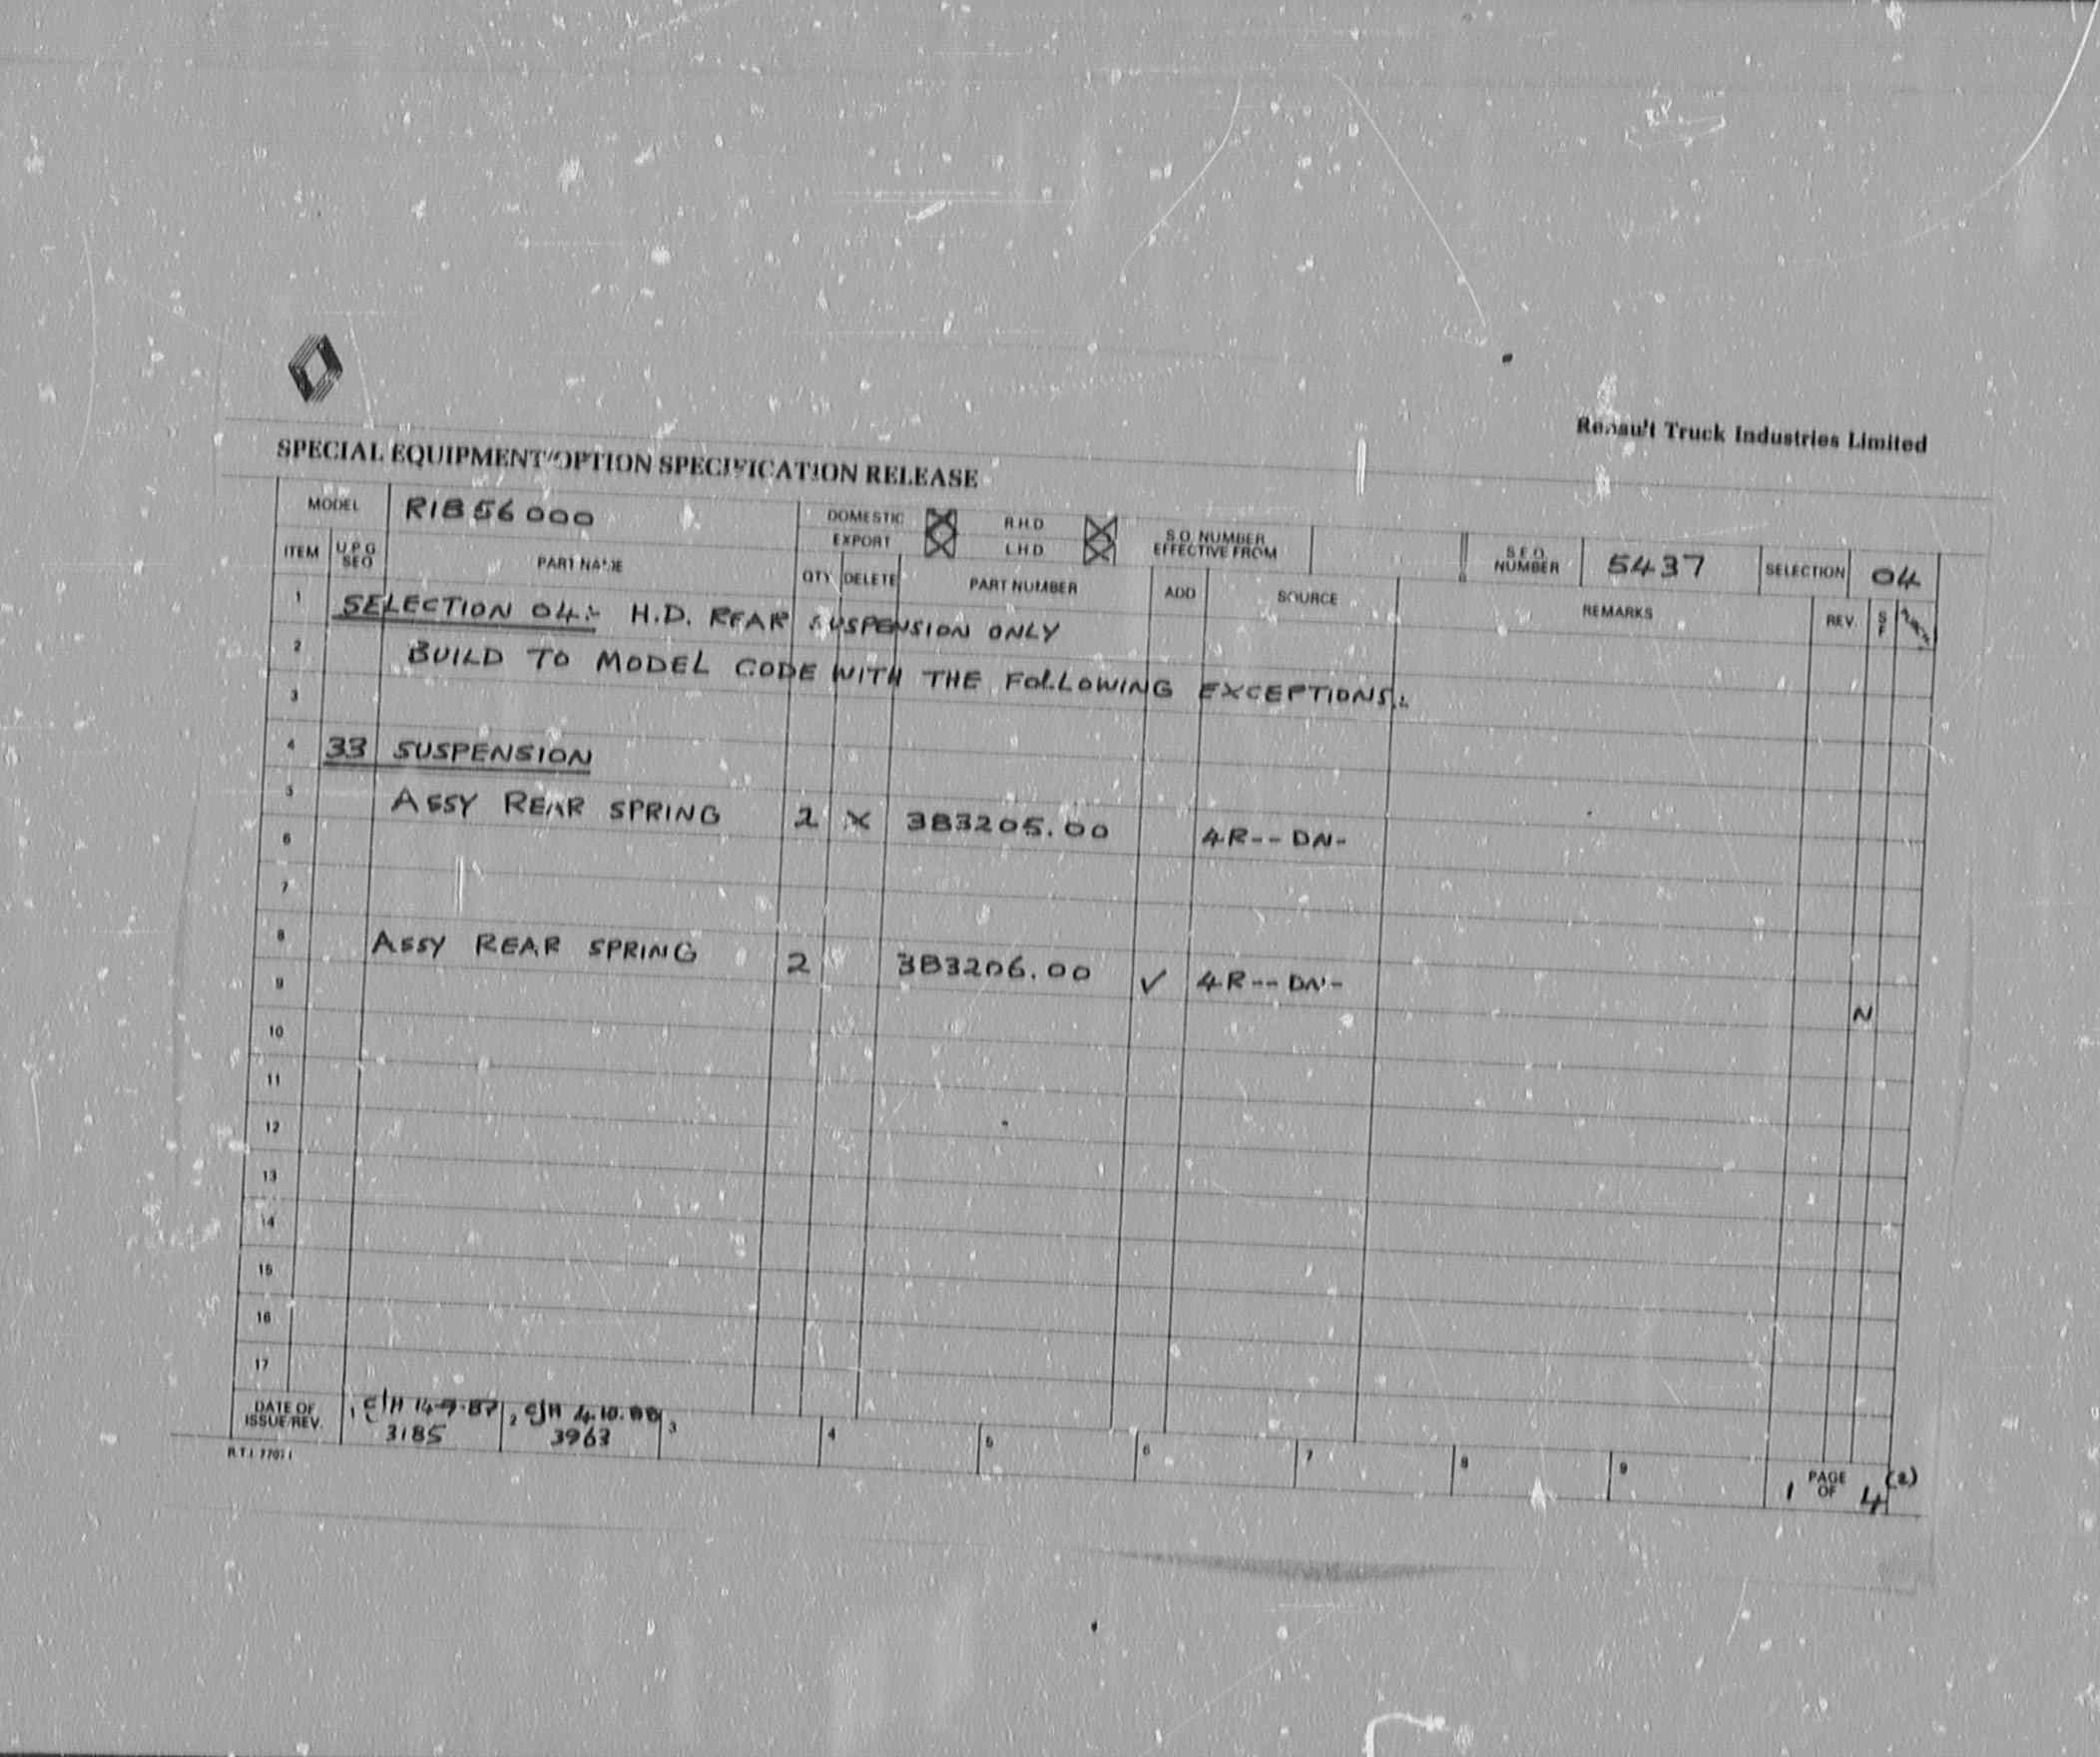 Renault Truck Industries Limited
SPECIAL EQUIPMENT/OPTION SPECIFICATION RELEASE
MODEL R1B56000 DOMESTIC R.H.D S.O. NUMBER EFFECTIVE FROM S.E.O. NUMBER 5437 SELECTION 04
EXPORT L.H.D
ITEM U.P.G SEQ PART NAME QTY DELETE PART NUMBER ADD SOURCE REMARKS REV. S F
1 SELECTION 04:- H.D. REAR SUSPENSION ONLY
2 BUILD TO MODEL CODE WITH THE FOLLOWING EXCEPTIONS:-
3
4 33 SUSPENSION
5 ASSY REAR SPRING 2 X 3B3205.00 4R--DN-
6
7
8 ASSY REAR SPRING 2 3B3206.00 ✓ 4R--DN-
9 N
10
11
12
13
14
15
16
17
DATE OF ISSUE/REV. 1 CJH 14-9-87 2 CJH 4.10.88 3 4 5 6 7 8 9
3185 3963
1 PAGE OF 4 (2)
R.T.I. 77071